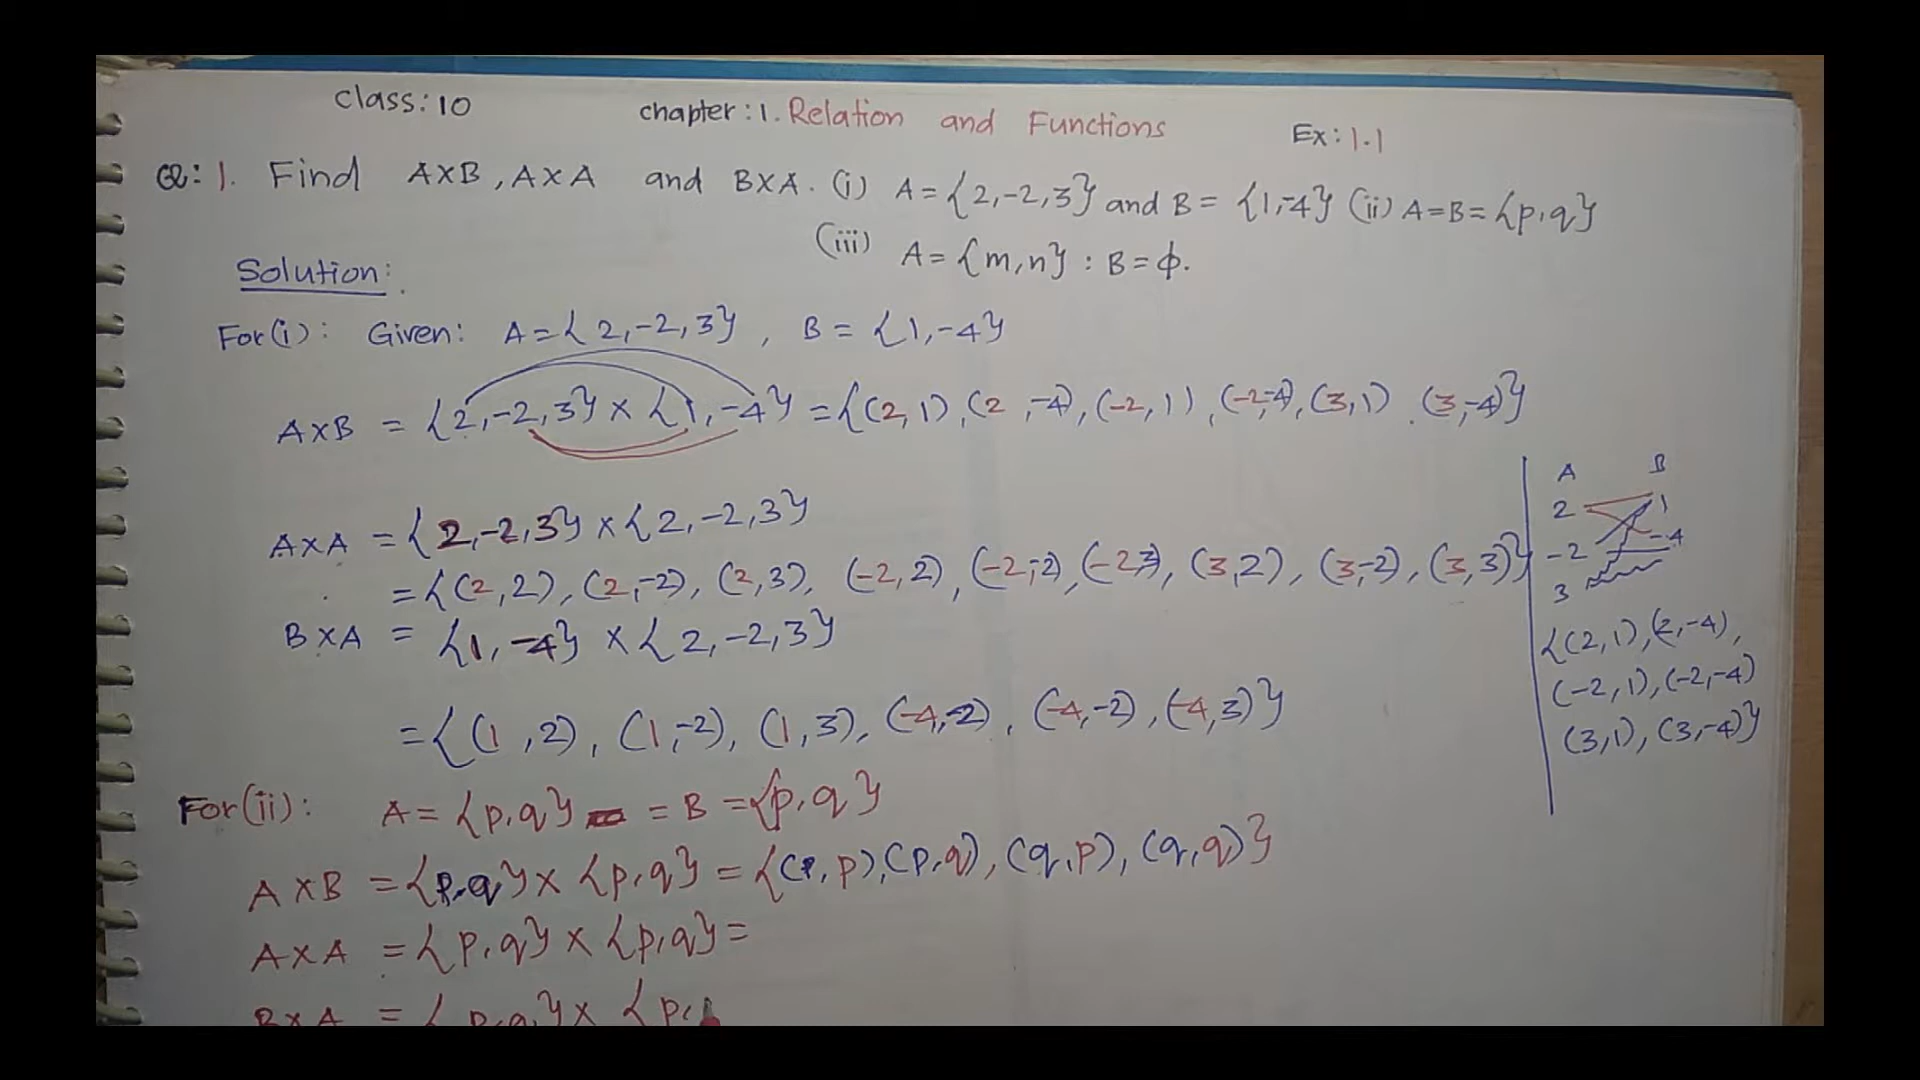 class: 10 chapter: 1. Relation and Functions Ex: 1.1
Q: 1. Find A×B, A×A and B×A. (i) A = {2,-2,3} and B = {1,-4} (ii) A=B= {p,q}
(iii) A = {m,n} : B = φ.
Solution:
For(i): Given: A = {2,-2,3}, B = {1,-4}
A×B = {2,-2,3} × {1,-4} = {(2,1), (2,-4), (-2,1), (-2,-4), (3,1), (3,-4)}
A×A = {2,-2,3} × {2,-2,3}
= {(2,2), (2,-2), (2,3), (-2,2), (-2,-2), (-2,3), (3,2), (3,-2), (3,3)}
B×A = {1,-4} × {2,-2,3}
= {(1,2), (1,-2), (1,3), (-4,2), (-4,-2), (-4,3)}
For(ii): A = {p,q} = B = {p,q}
A×B = {p,q} × {p,q} = {(p,p), (p,q), (q,p), (q,q)}
A×A = {p,q} × {p,q} =
B×A = {p,q} × {p,
A B
2 1
-2 -4
3
{(2,1), (2,-4),
(-2,1), (-2,-4)
(3,1), (3,-4)}